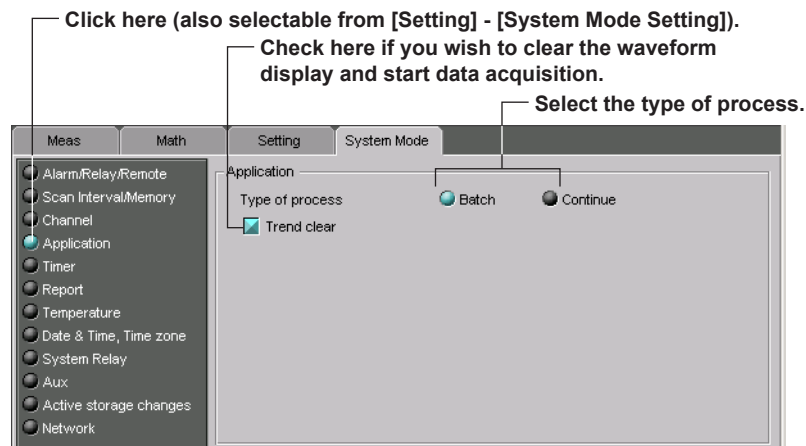 Click here (also selectable from [Setting] - [System Mode Setting]).
Check here if you wish to clear the waveform
display and start data acquisition.
Select the type of process.
Meas Math Setting System Mode
Alarm/Relay/Remote
Scan Interval/Memory
Channel
Application
Timer
Report
Temperature
Date & Time, Time zone
System Relay
Aux
Active storage changes
Network
Application
Type of process Batch Continue
Trend clear